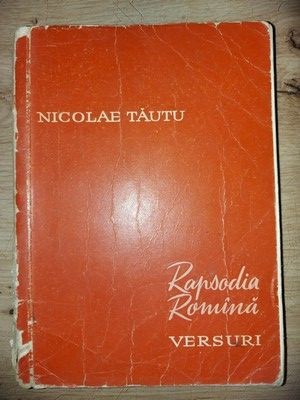 NICOLAE TĂUTU
Rapsodia
Romînă
VERSURI